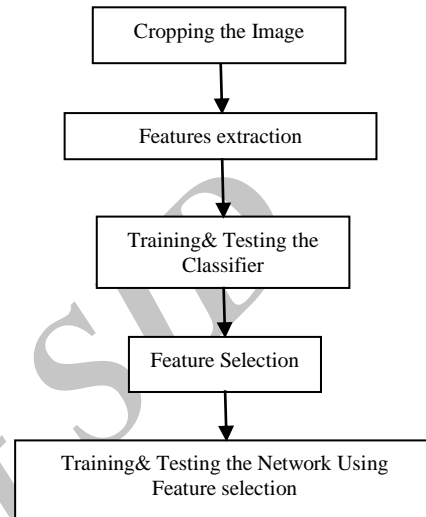 Cropping the Image
Features extraction
Training& Testing the
Classifier
Feature Selection
Training& Testing the Network Using
Feature selection